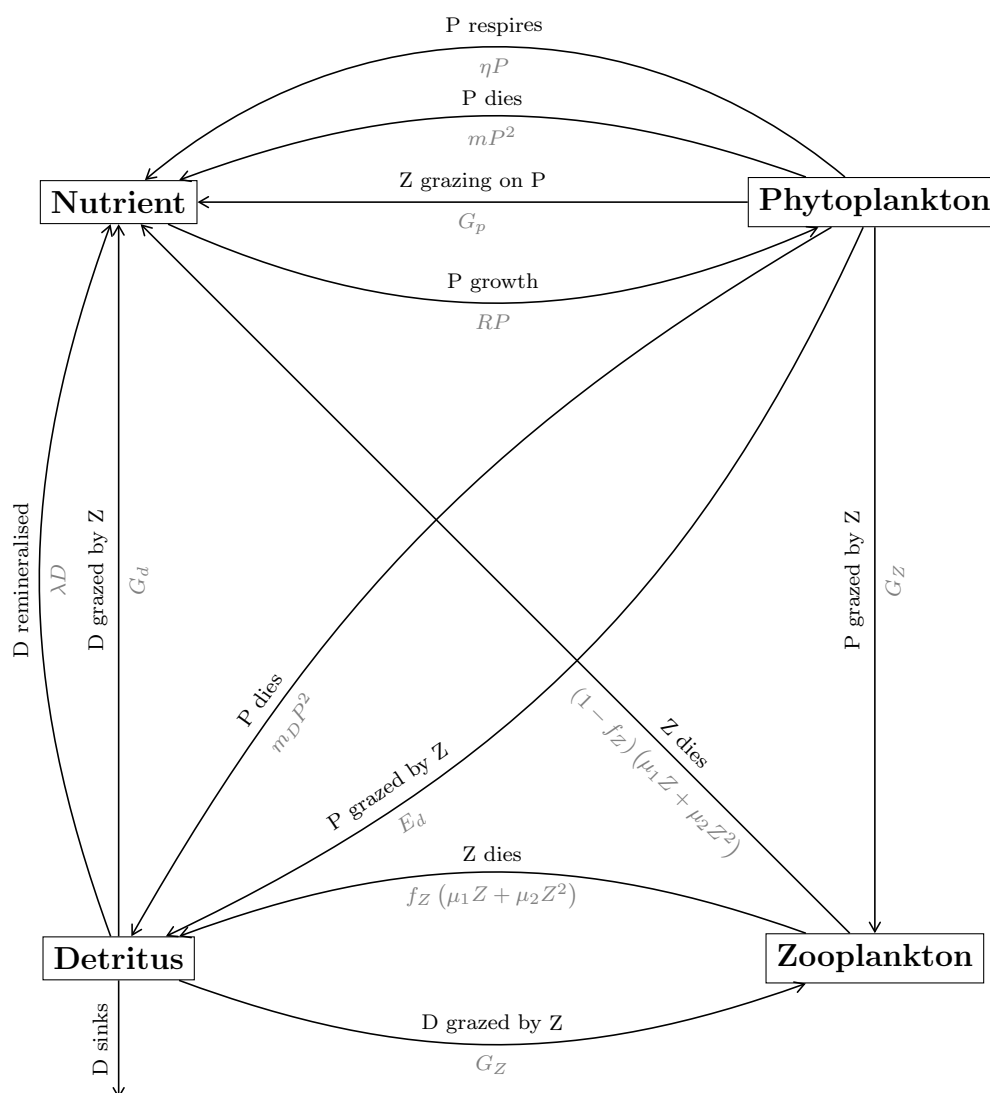 P respires
ηP
P dies
mP²
Z grazing on P
Nutrient
Phytoplankton
G_p
P growth
RP
D remineralised
λD
D grazed by Z
G_d
P grazed by Z
G_Z
P dies
m_D P²
Z dies
(1 − f_Z) (μ₁Z + μ₂Z²)
P grazed by Z
E_d
Z dies
f_Z (μ₁Z + μ₂Z²)
Detritus
Zooplankton
D sinks
D grazed by Z
G_Z